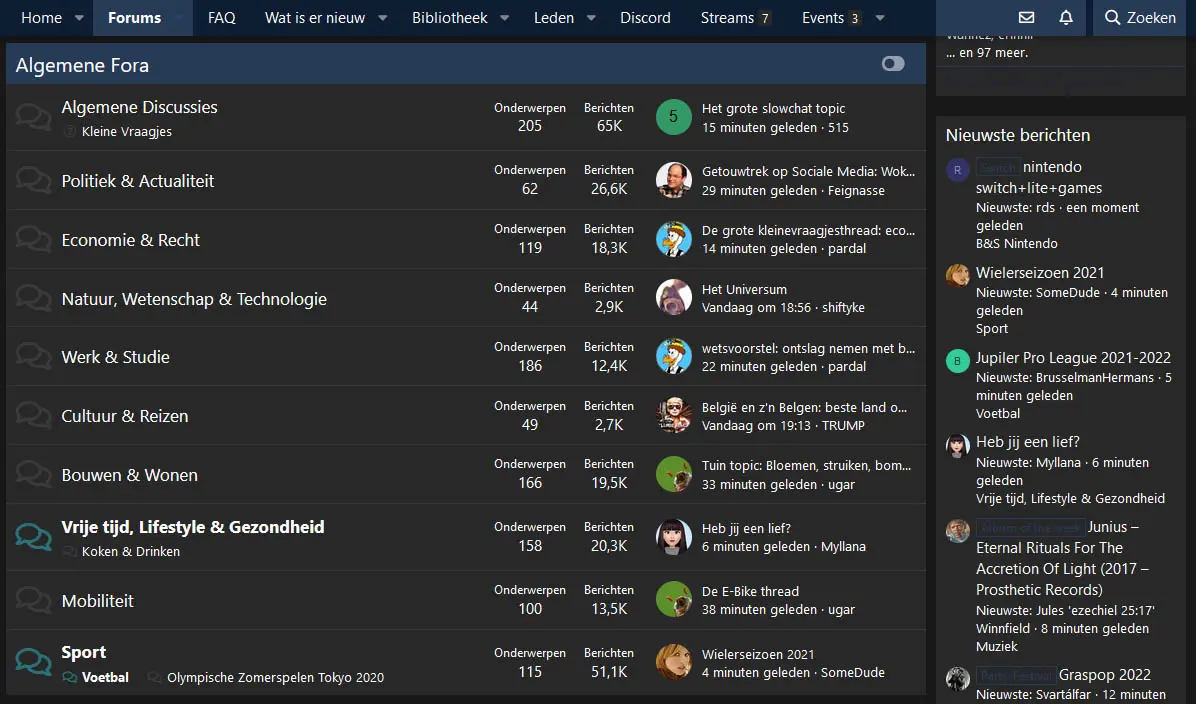 Home Forums FAQ Wat is er nieuw Bibliotheek Leden Discord Streams 7 Events 3 Zoeken
Algemene Fora
Algemene Discussies
Kleine Vraagjes
Onderwerpen
205
Berichten
65K
5
Het grote slowchat topic
15 minuten geleden · 515
Politiek & Actualiteit
Onderwerpen
62
Berichten
26,6K
Getouwtrek op Sociale Media: Wok...
29 minuten geleden · Feignasse
Economie & Recht
Onderwerpen
119
Berichten
18,3K
De grote kleinevraagjesthread: eco...
14 minuten geleden · pardal
Natuur, Wetenschap & Technologie
Onderwerpen
44
Berichten
2,9K
Het Universum
Vandaag om 18:56 · shiftyke
Werk & Studie
Onderwerpen
186
Berichten
12,4K
wetsvoorstel: ontslag nemen met b...
22 minuten geleden · pardal
Cultuur & Reizen
Onderwerpen
49
Berichten
2,7K
België en z'n Belgen: beste land o...
Vandaag om 19:13 · TRUMP
Bouwen & Wonen
Onderwerpen
166
Berichten
19,5K
Tuin topic: Bloemen, struiken, bom...
33 minuten geleden · ugar
Vrije tijd, Lifestyle & Gezondheid
Koken & Drinken
Onderwerpen
158
Berichten
20,3K
Heb jij een lief?
6 minuten geleden · Myllana
Mobiliteit
Onderwerpen
100
Berichten
13,5K
De E-Bike thread
38 minuten geleden · ugar
Sport
Voetbal Olympische Zomerspelen Tokyo 2020
Onderwerpen
115
Berichten
51,1K
Wielerseizoen 2021
4 minuten geleden · SomeDude
... en 97 meer.
Nieuwste berichten
R
Switch nintendo
switch+lite+games
Nieuwste: rds · een moment
geleden
B&S Nintendo
Wielerseizoen 2021
Nieuwste: SomeDude · 4 minuten
geleden
Sport
B
Jupiler Pro League 2021-2022
Nieuwste: BrusselmanHermans · 5
minuten geleden
Voetbal
Heb jij een lief?
Nieuwste: Myllana · 6 minuten
geleden
Vrije tijd, Lifestyle & Gezondheid
Album of the week Junius –
Eternal Rituals For The
Accretion Of Light (2017 –
Prosthetic Records)
Nieuwste: Jules 'ezechiel 25:17'
Winnfield · 8 minuten geleden
Muziek
Festival Graspop 2022
Nieuwste: Svartálfar · 12 minuten